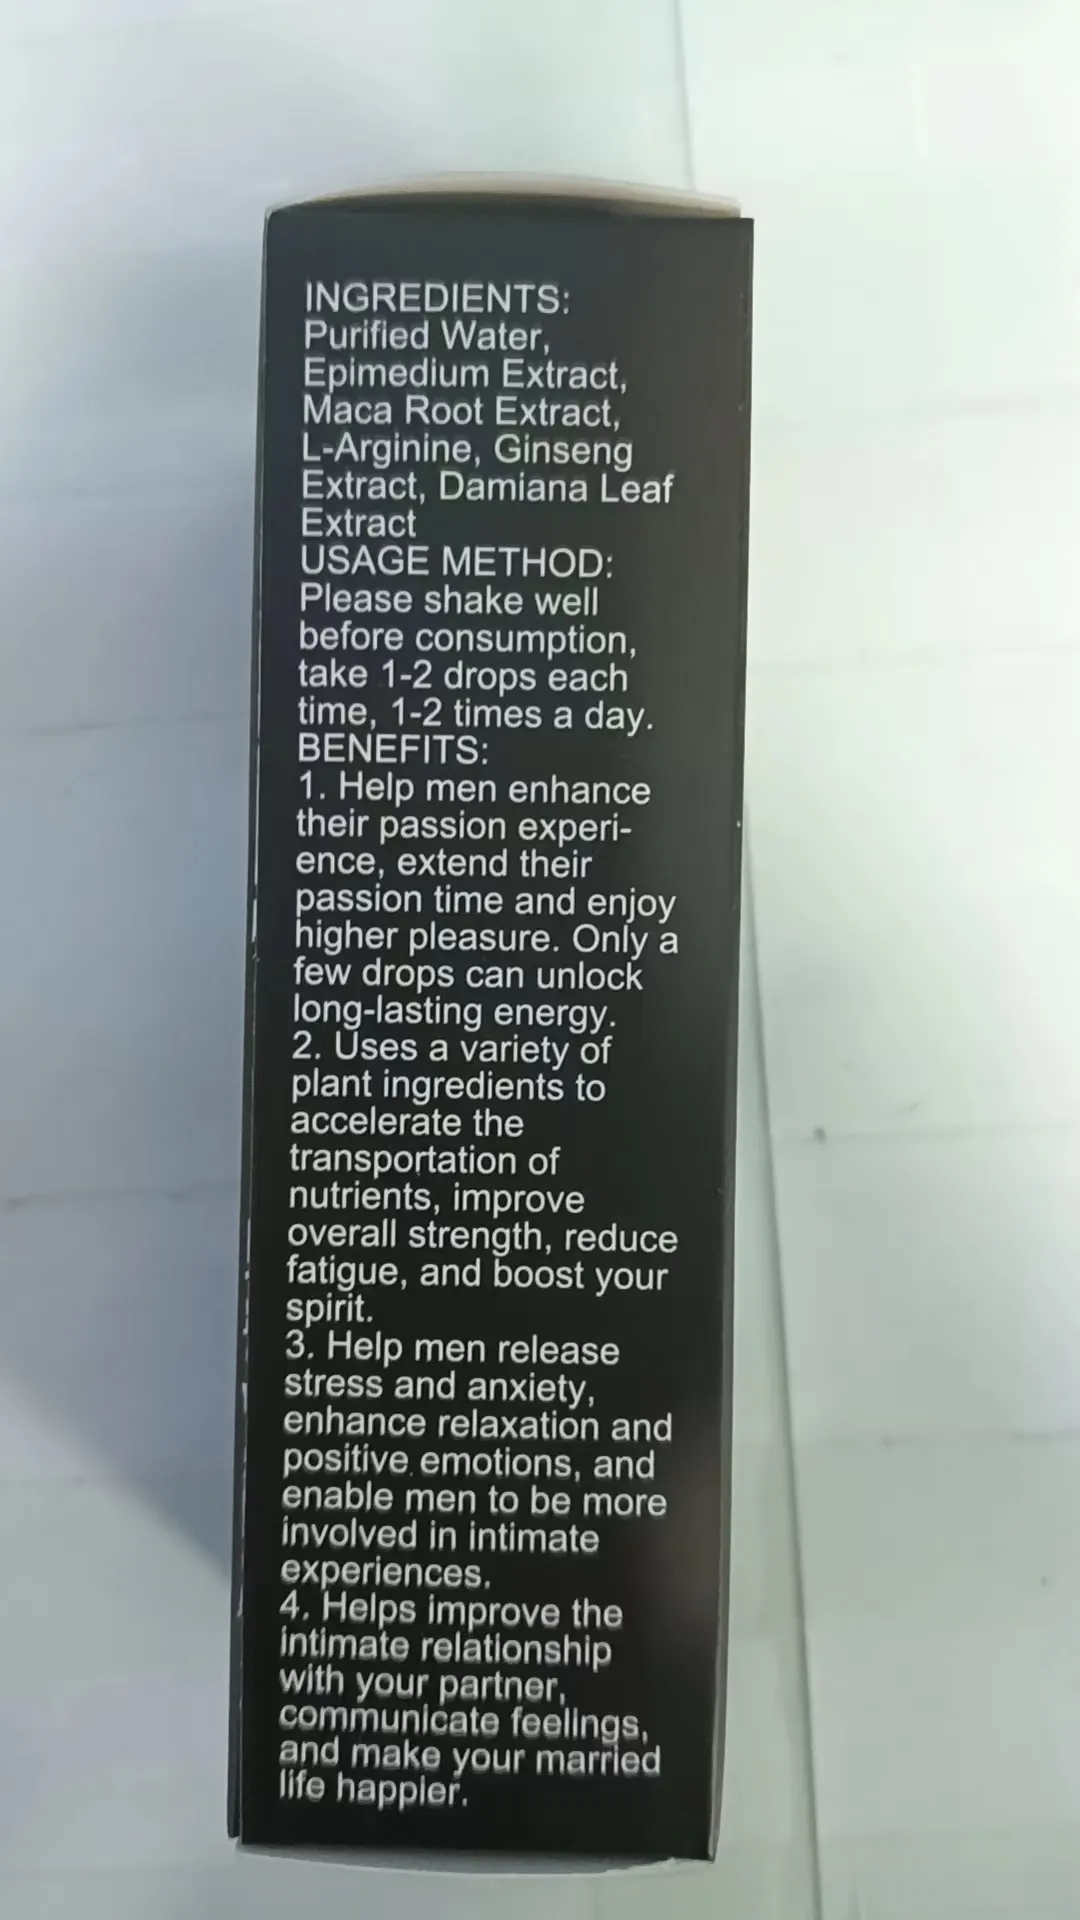 INGREDIENTS:
Purified Water,
Epimedium Extract,
Maca Root Extract,
L-Arginine, Ginseng
Extract, Damiana Leaf
Extract
USAGE METHOD:
Please shake well
before consumption,
take 1-2 drops each
time, 1-2 times a day.
BENEFITS:
1. Help men enhance
their passion experi-
ence, extend their
passion time and enjoy
higher pleasure. Only a
few drops can unlock
long-lasting energy.
2. Uses a variety of
plant ingredients to
accelerate the
transportation of
nutrients, improve
overall strength, reduce
fatigue, and boost your
spirit.
3. Help men release
stress and anxiety,
enhance relaxation and
positive emotions, and
enable men to be more
involved in intimate
experiences.
4. Helps improve the
intimate relationship
with your partner,
communicate feelings,
and make your married
life happier.